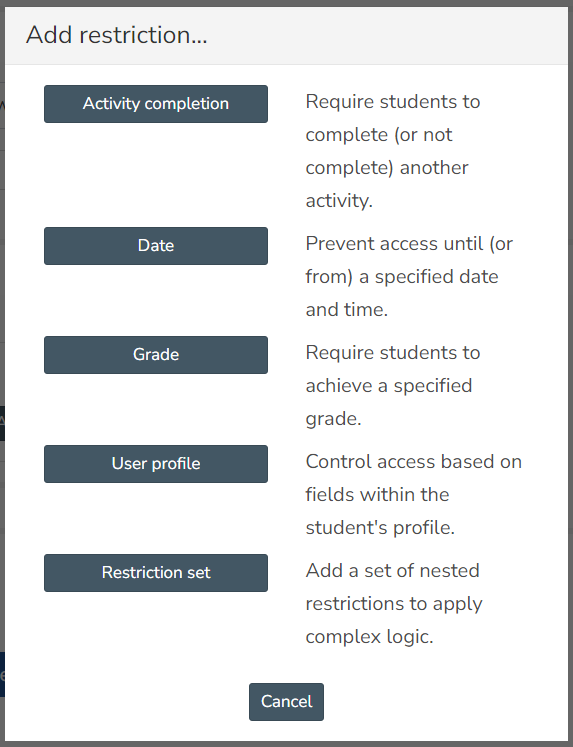 Add restriction...
Activity completion
Require students to
complete (or not
complete) another
activity.
Date
Prevent access until (or
from) a specified date
and time.
Grade
Require students to
achieve a specified
grade.
User profile
Control access based on
fields within the
student's profile.
Restriction set
Add a set of nested
restrictions to apply
complex logic.
Cancel